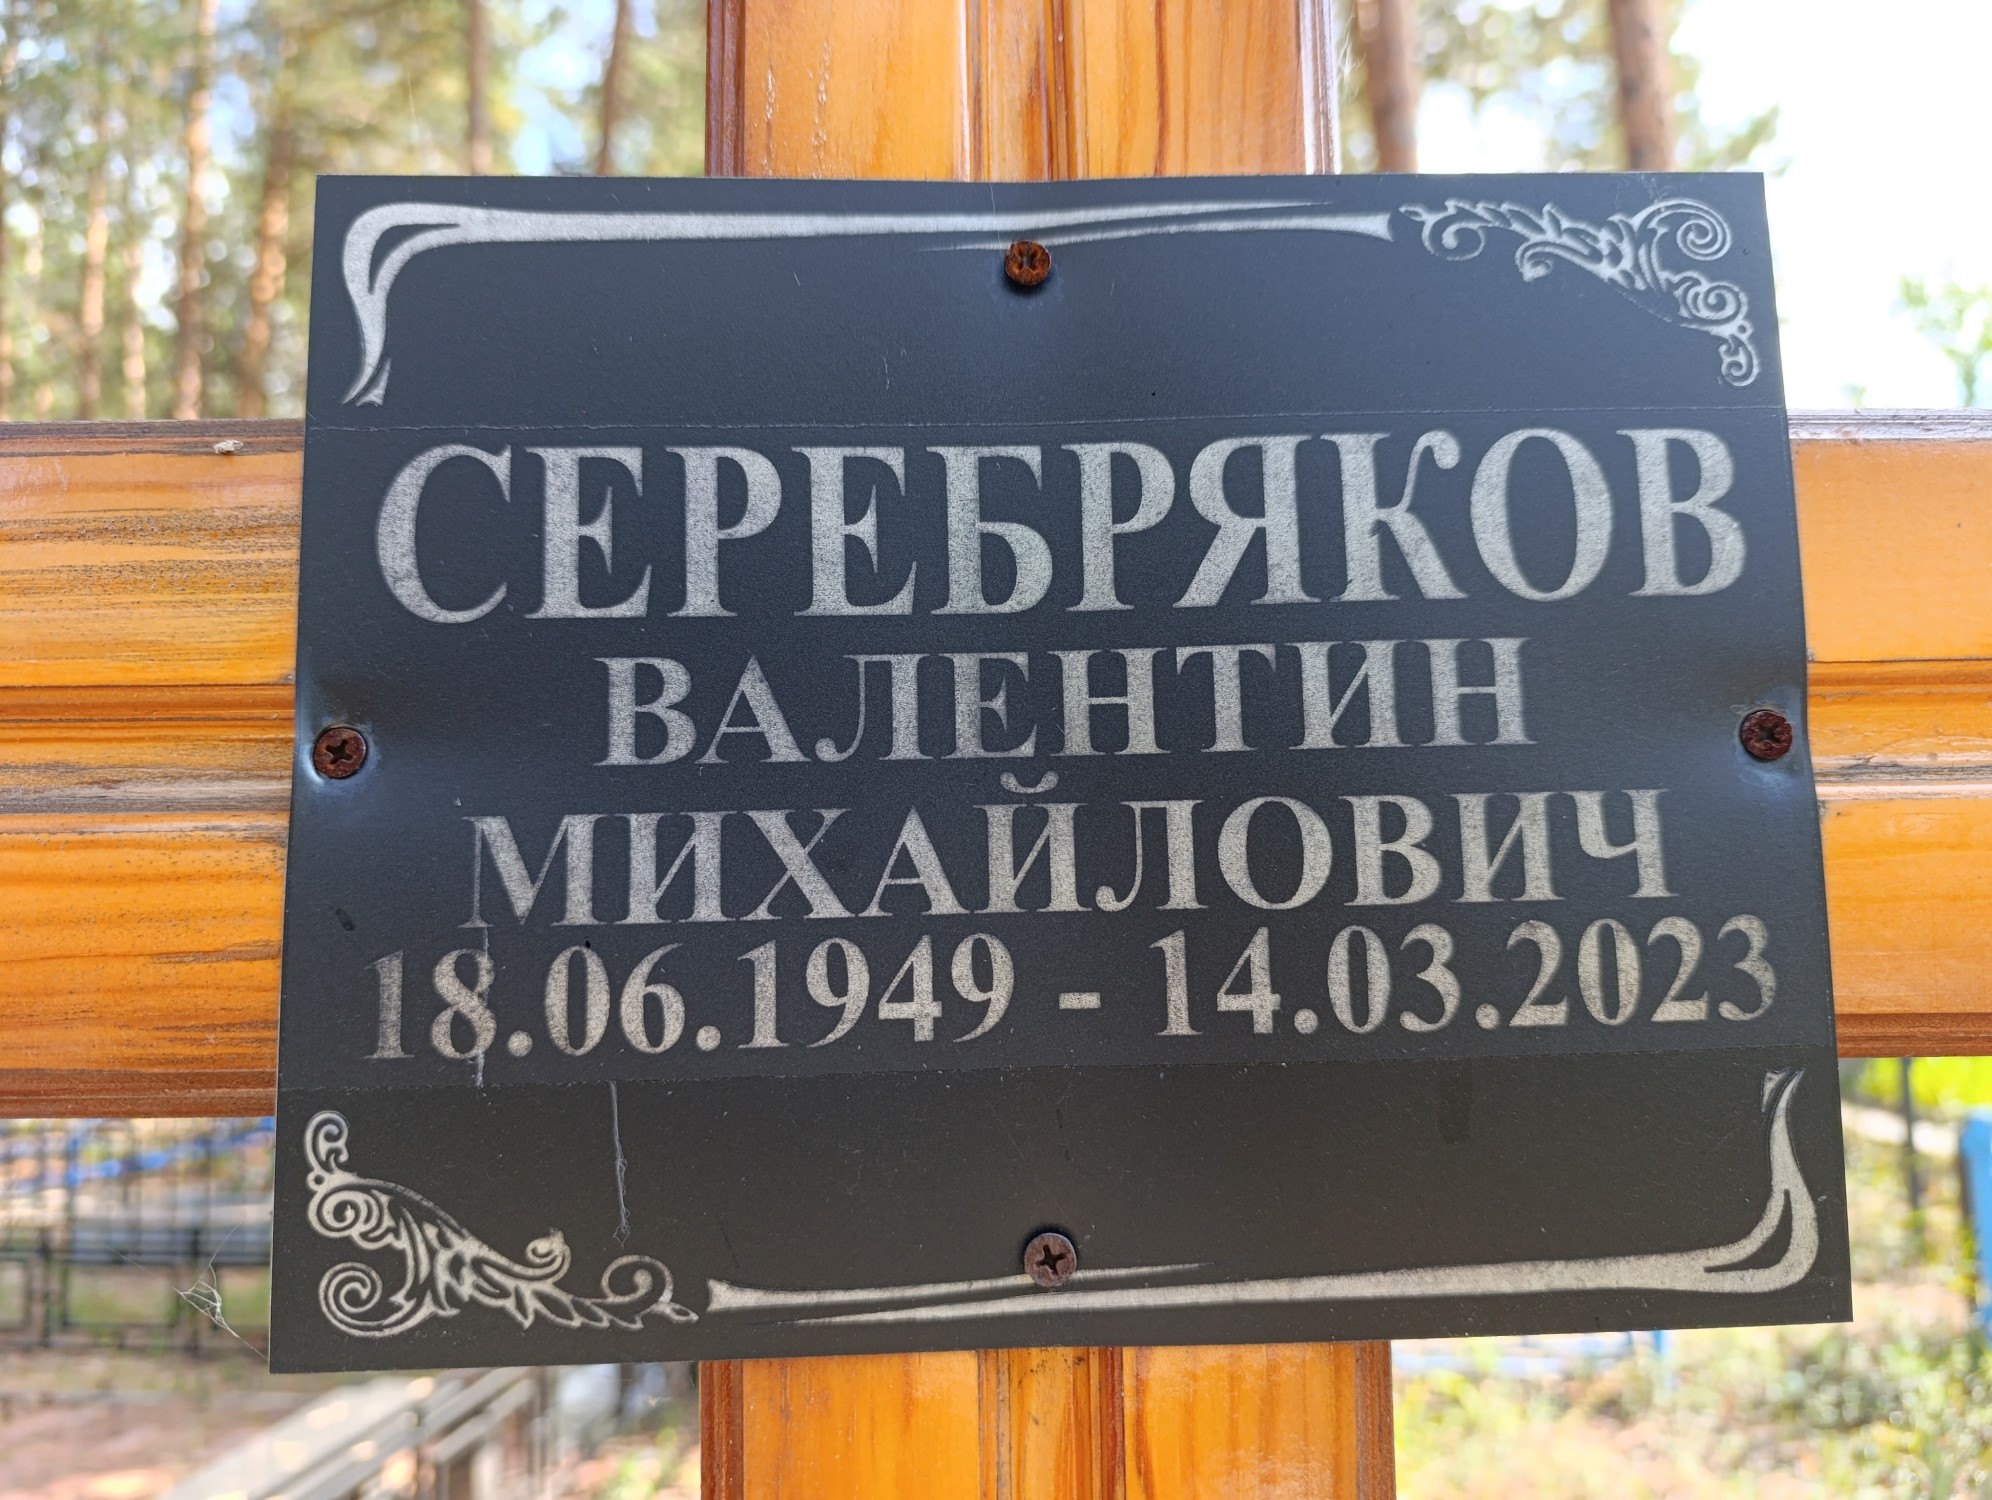 СЕРЕБРЯКОВ
ВАЛЕНТИН
МИХАЙЛОВИЧ
18.06.1949 - 14.03.2023